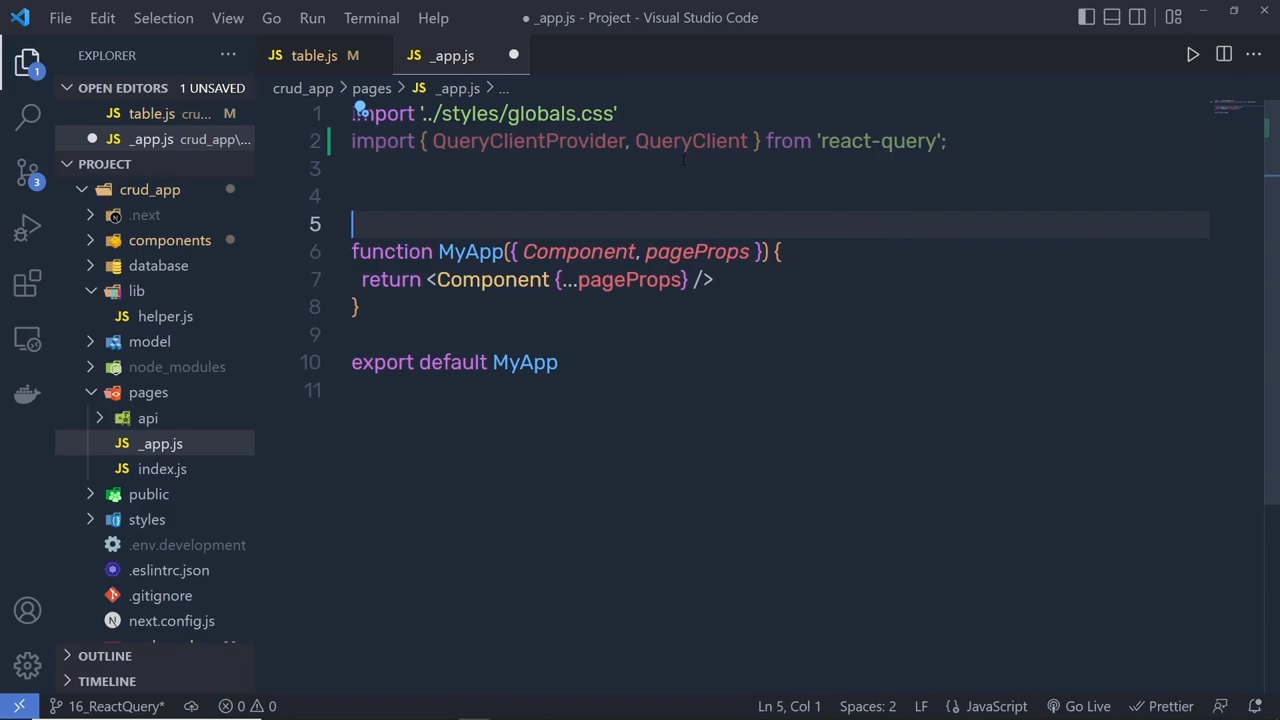 File Edit Selection View Go Run Terminal Help
● _app.js - Project - Visual Studio Code
EXPLORER
JS table.js M
JS _app.js
1
OPEN EDITORS 1 UNSAVED
JS table.js cru... M
JS _app.js crud_app\...
PROJECT
crud_app
.next
components
database
lib
JS helper.js
model
node_modules
pages
api
JS _app.js
JS index.js
public
styles
.env.development
.eslintrc.json
.gitignore
next.config.js
OUTLINE
TIMELINE
3
crud_app > pages > JS _app.js > ...
1 import '../styles/globals.css'
2 import { QueryClientProvider, QueryClient } from 'react-query';
3
4
5
6 function MyApp({ Component, pageProps }) {
7 return <Component {...pageProps} />
8 }
9
10 export default MyApp
11
16_ReactQuery* 0 0 Ln 5, Col 1 Spaces: 2 LF JavaScript Go Live Prettier